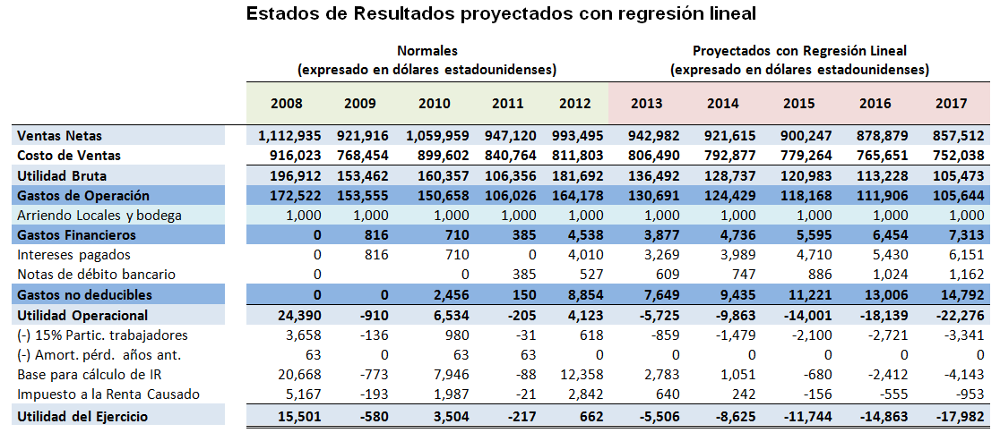 Estados de Resultados proyectados con regresión lineal
Normales Proyectados con Regresión Lineal
(expresado en dólares estadounidenses) (expresado en dólares estadounidenses)
2008 2009 2010 2011 2012 2013 2014 2015 2016 2017
Ventas Netas 1,112,935 921,916 1,059,959 947,120 993,495 942,982 921,615 900,247 878,879 857,512
Costo de Ventas 916,023 768,454 899,602 840,764 811,803 806,490 792,877 779,264 765,651 752,038
Utilidad Bruta 196,912 153,462 160,357 106,356 181,692 136,492 128,737 120,983 113,228 105,473
Gastos de Operación 172,522 153,555 150,658 106,026 164,178 130,691 124,429 118,168 111,906 105,644
Arriendo Locales y bodega 1,000 1,000 1,000 1,000 1,000 1,000 1,000 1,000 1,000 1,000
Gastos Financieros 0 816 710 385 4,538 3,877 4,736 5,595 6,454 7,313
Intereses pagados 0 816 710 0 4,010 3,269 3,989 4,710 5,430 6,151
Notas de débito bancario 0 0 0 385 527 609 747 886 1,024 1,162
Gastos no deducibles 0 0 2,456 150 8,854 7,649 9,435 11,221 13,006 14,792
Utilidad Operacional 24,390 -910 6,534 -205 4,123 -5,725 -9,863 -14,001 -18,139 -22,276
(-) 15% Partic. trabajadores 3,658 -136 980 -31 618 -859 -1,479 -2,100 -2,721 -3,341
(-) Amort. pérd. años ant. 63 0 63 63 0 0 0 0 0 0
Base para cálculo de IR 20,668 -773 7,946 -88 12,358 2,783 1,051 -680 -2,412 -4,143
Impuesto a la Renta Causado 5,167 -193 1,987 -21 2,842 640 242 -156 -555 -953
Utilidad del Ejercicio 15,501 -580 3,504 -217 662 -5,506 -8,625 -11,744 -14,863 -17,982